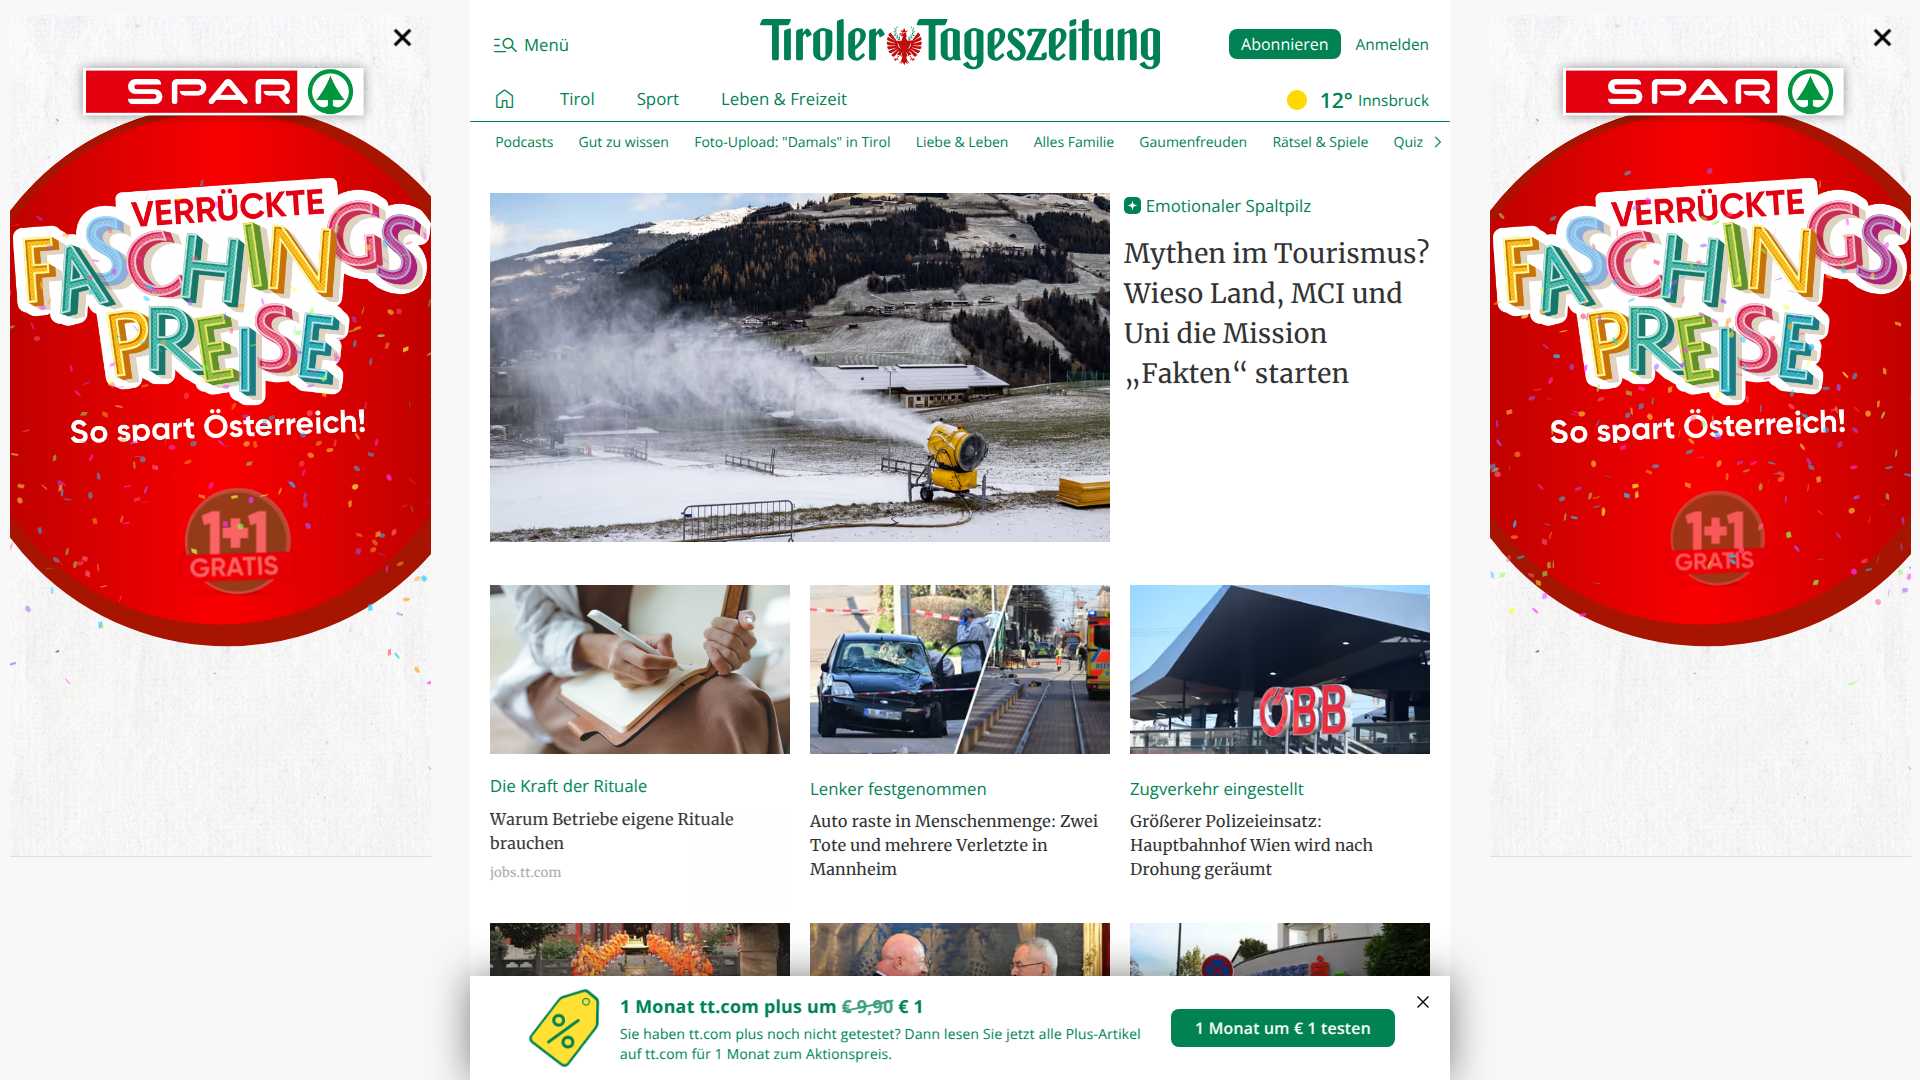 SPAR
VERRÜCKTE
FASCHINGS
PREISE
So spart Österreich!
1+1
GRATIS
Menü
Tiroler Tageszeitung
Abonnieren
Anmelden
Tirol
Sport
Leben & Freizeit
12° Innsbruck
Podcasts
Gut zu wissen
Foto-Upload: "Damals" in Tirol
Liebe & Leben
Alles Familie
Gaumenfreuden
Rätsel & Spiele
Quiz
Emotionaler Spaltpilz
Mythen im Tourismus?
Wieso Land, MCI und
Uni die Mission
„Fakten“ starten
ÖBB
Die Kraft der Rituale
Warum Betriebe eigene Rituale
brauchen
jobs.tt.com
Lenker festgenommen
Auto raste in Menschenmenge: Zwei
Tote und mehrere Verletzte in
Mannheim
Zugverkehr eingestellt
Größerer Polizeieinsatz:
Hauptbahnhof Wien wird nach
Drohung geräumt
%
1 Monat tt.com plus um € 9,90 € 1
Sie haben tt.com plus noch nicht getestet? Dann lesen Sie jetzt alle Plus-Artikel
auf tt.com für 1 Monat zum Aktionspreis.
1 Monat um € 1 testen
SPAR
VERRÜCKTE
FASCHINGS
PREISE
So spart Österreich!
1+1
GRATIS